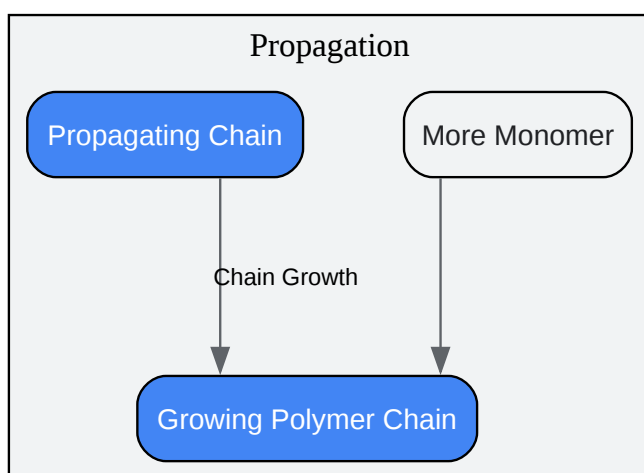 Propagation
Propagating Chain
More Monomer
Chain Growth
Growing Polymer Chain